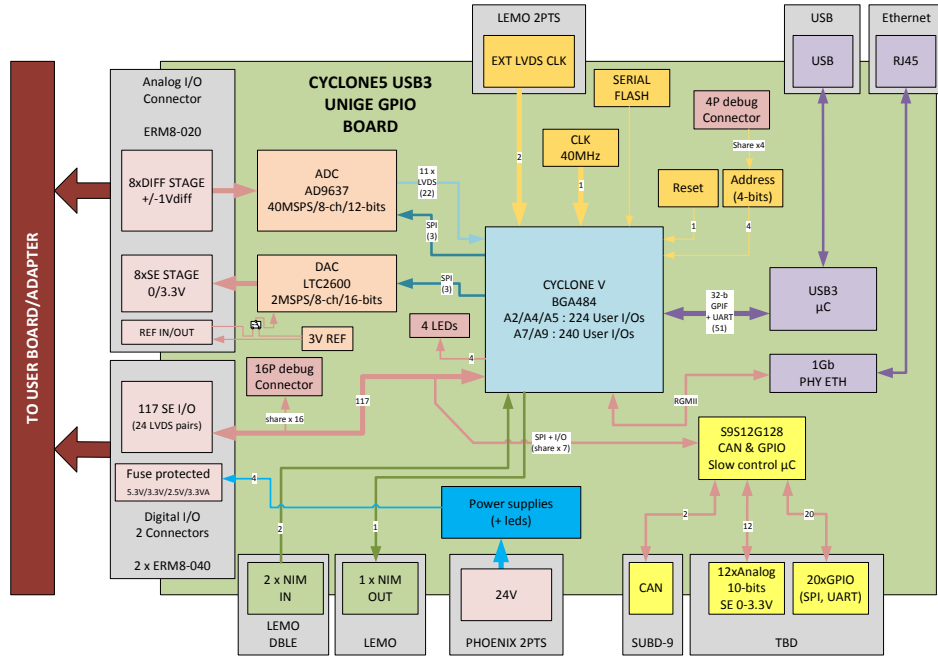 LEMO 2PTS
USB
Ethernet
EXT LVDS CLK
USB
RJ45
Analog I/O
Connector
ERM8-020
CYCLONE5 USB3
UNIGE GPIO
BOARD
SERIAL
FLASH
4P debug
Connector
CLK
40MHz
2
1
Share x4
8xDIFF STAGE
+/-1Vdiff
ADC
AD9637
40MSPS/8-ch/12-bits
11 x
LVDS
(22)
SPI
(3)
Reset
Address
(4-bits)
1
4
TO USER BOARD/ADAPTER
8xSE STAGE
0/3.3V
DAC
LTC2600
2MSPS/8-ch/16-bits
SPI
(3)
CYCLONE V
BGA484
A2/A4/A5 : 224 User I/Os
A7/A9 : 240 User I/Os
32-b
GPIF
+ UART
(51)
USB3
µC
REF IN/OUT
3V REF
4 LEDs
4
16P debug
Connector
1Gb
PHY ETH
RGMII
117 SE I/O
(24 LVDS pairs)
share x 16
117
SPI + I/O
(share x 7)
S9S12G128
CAN & GPIO
Slow control µC
Fuse protected
5.3V/3.3V/2.5V/3.3VA
4
Power supplies
(+ leds)
Digital I/O
2 Connectors
2 x ERM8-040
2
1
2
12
20
2 x NIM
IN
1 x NIM
OUT
24V
CAN
12xAnalog
10-bits
SE 0-3.3V
20xGPIO
(SPI, UART)
LEMO
DBLE
LEMO
PHOENIX 2PTS
SUBD-9
TBD